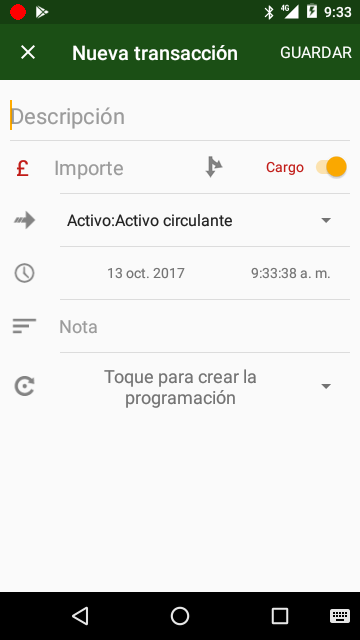 4G 9:33
Nueva transacción GUARDAR
Descripción
£ Importe Cargo
Activo:Activo circulante
13 oct. 2017 9:33:38 a. m.
Nota
Toque para crear la
programación